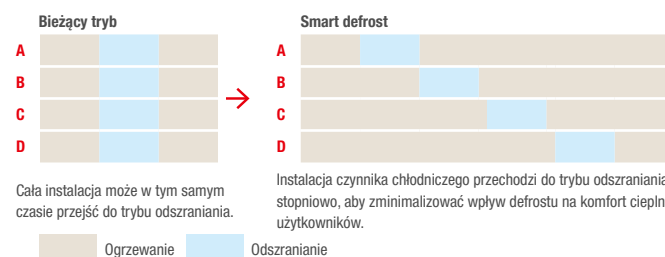 Bieżący tryb
A
B
C
D
Cała instalacja może w tym samym
czasie przejść do trybu odszraniania.
Smart defrost
A
B
C
D
Instalacja czynnika chłodniczego przechodzi do trybu odszraniania
stopniowo, aby zminimalizować wpływ defrostu na komfort ciepln
użytkowników.
Ogrzewanie
Odszranianie